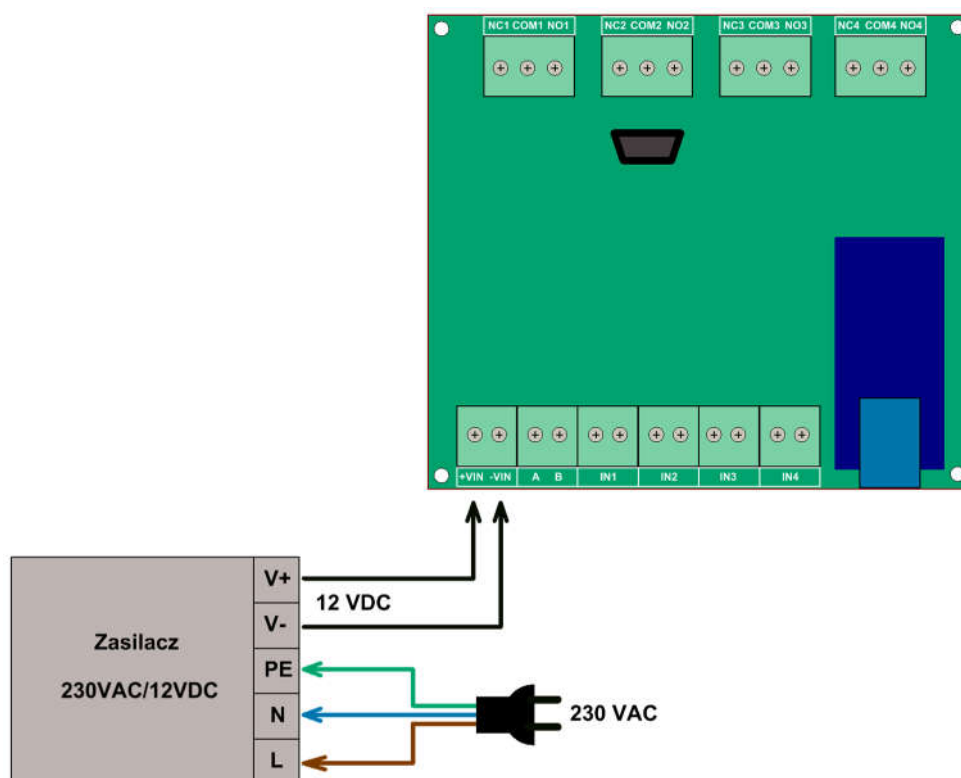 NC1 COM1 NO1 NC2 COM2 NO2 NC3 COM3 NO3 NC4 COM4 NO4
+VIN -VIN A B IN1 IN2 IN3 IN4
V+
12 VDC
V-
Zasilacz
230VAC/12VDC
PE
N
230 VAC
L